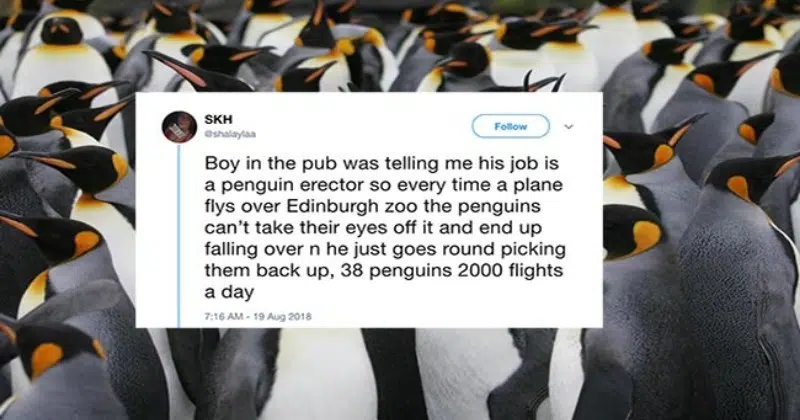 SKH
@shalaylaa
Follow
Boy in the pub was telling me his job is
a penguin erector so every time a plane
flys over Edinburgh zoo the penguins
can't take their eyes off it and end up
falling over n he just goes round picking
them back up, 38 penguins 2000 flights
a day
7:16 AM - 19 Aug 2018